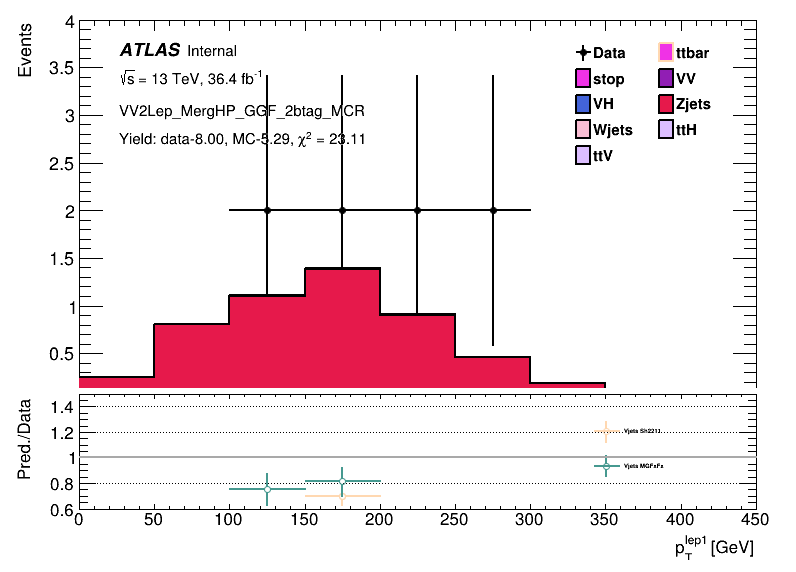 Events
4
3.5
3
2.5
2
1.5
1
0.5
ATLAS Internal
√s = 13 TeV, 36.4 fb⁻¹
VV2Lep_MergHP_GGF_2btag_MCR
Yield: data-8.00, MC-5.29, χ² = 23.11
Data
ttbar
stop
VV
VH
Zjets
Wjets
ttH
ttV
Pred./Data
1.4
1.2
1
0.8
0.6
Vjets Sh2211
Vjets MGFxFx
0 50 100 150 200 250 300 350 400 450
p_T^lep1 [GeV]